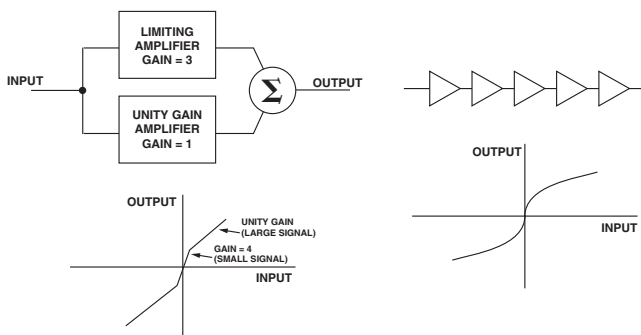 LIMITING
AMPLIFIER
GAIN = 3
INPUT
Σ
OUTPUT
UNITY GAIN
AMPLIFIER
GAIN = 1
OUTPUT
UNITY GAIN
(LARGE SIGNAL)
GAIN = 4
(SMALL SIGNAL)
INPUT
OUTPUT
INPUT